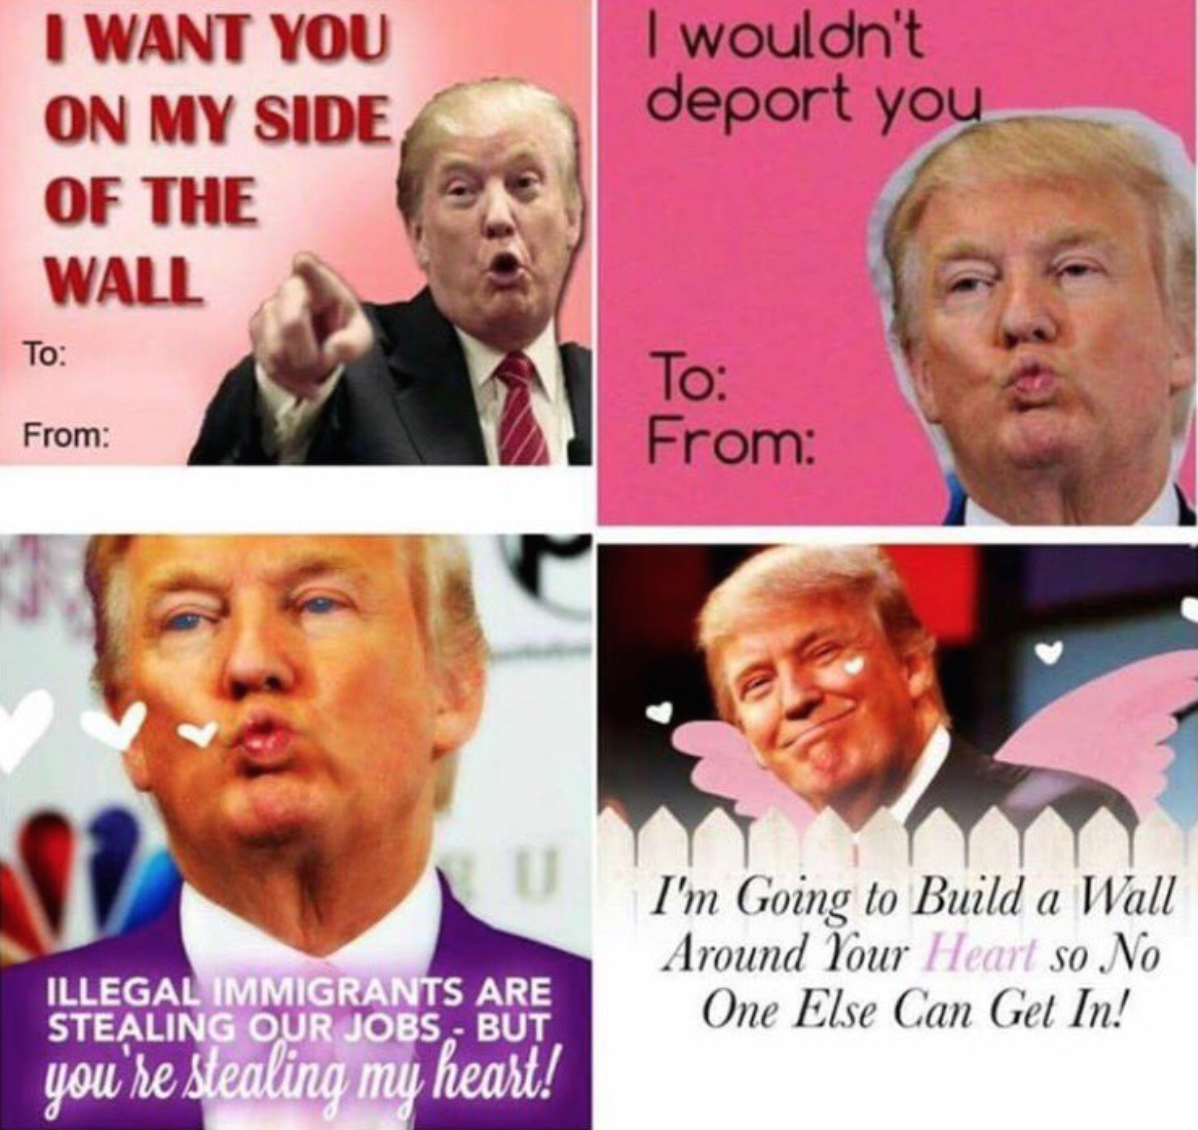 I WANT YOU
ON MY SIDE
OF THE
WALL
To:
From:
I wouldn't
deport you
To:
From:
R U
ILLEGAL IMMIGRANTS ARE
STEALING OUR JOBS - BUT
you're stealing my heart!
I'm Going to Build a Wall
Around Your Heart so No
One Else Can Get In!